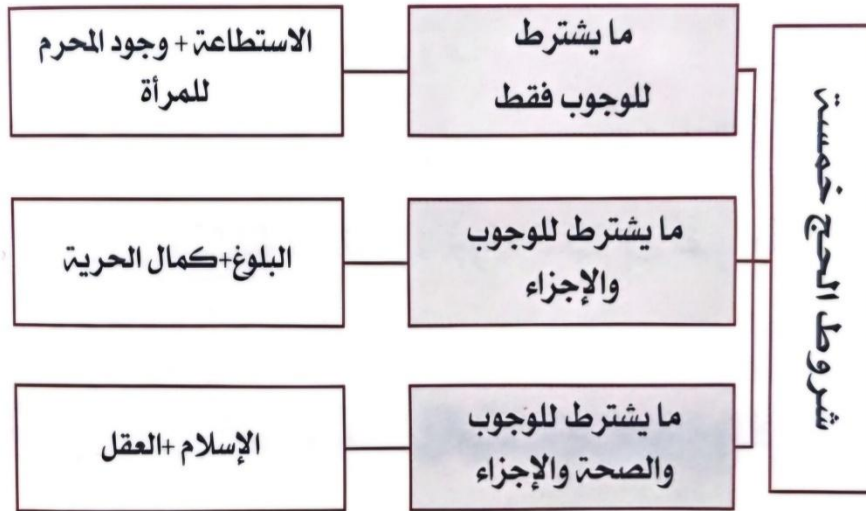 شروط الحج خمسة
ما يشترط
للوجوب فقط
الاستطاعة + وجود المحرم
للمرأة
ما يشترط للوجوب
والإجزاء
البلوغ+كمال الحرية
ما يشترط للوجوب
والصحة والإجزاء
الإسلام +العقل